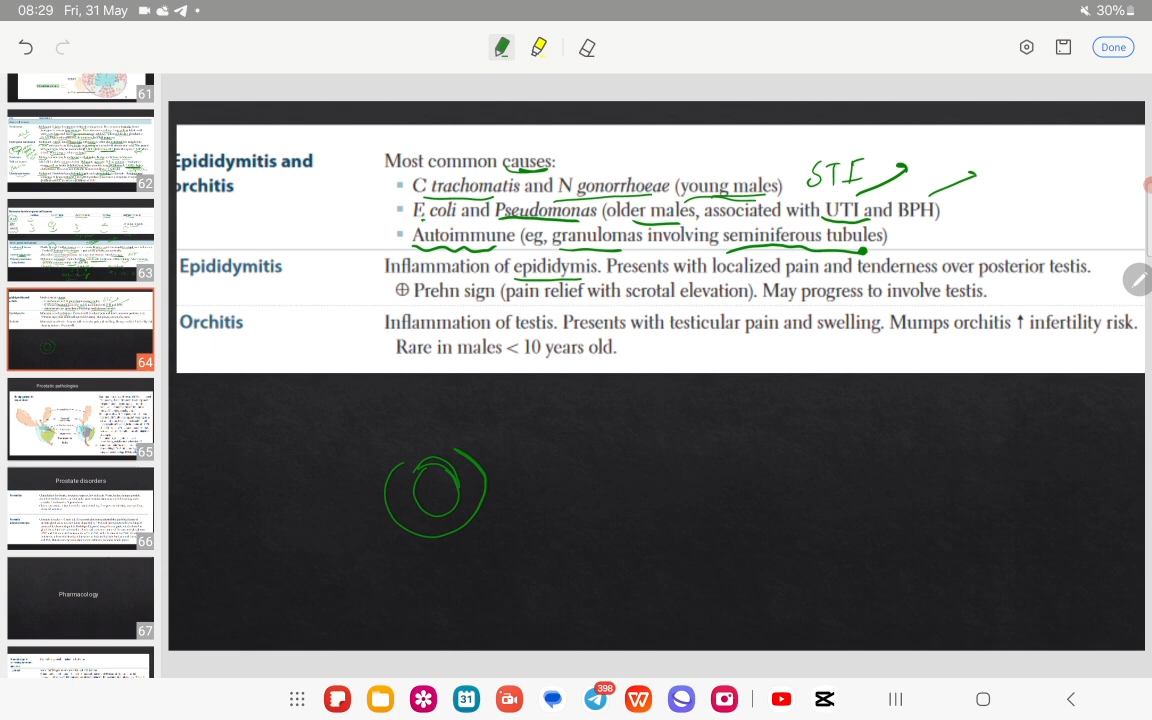 08:29 Fri, 31 May
30%
Done
61
62
63
64
Prostate pathologies
65
Prostate disorders
66
Pharmacology
67
Epididymitis and
orchitis
Most common causes:
C trachomatis and N gonorrhoeae (young males)
STI
E coli and Pseudomonas (older males, associated with UTI and BPH)
Autoimmune (eg, granulomas involving seminiferous tubules)
Epididymitis
Inflammation of epididymis. Presents with localized pain and tenderness over posterior testis.
⊕ Prehn sign (pain relief with scrotal elevation). May progress to involve testis.
Orchitis
Inflammation of testis. Presents with testicular pain and swelling. Mumps orchitis ↑ infertility risk.
Rare in males < 10 years old.
31
398